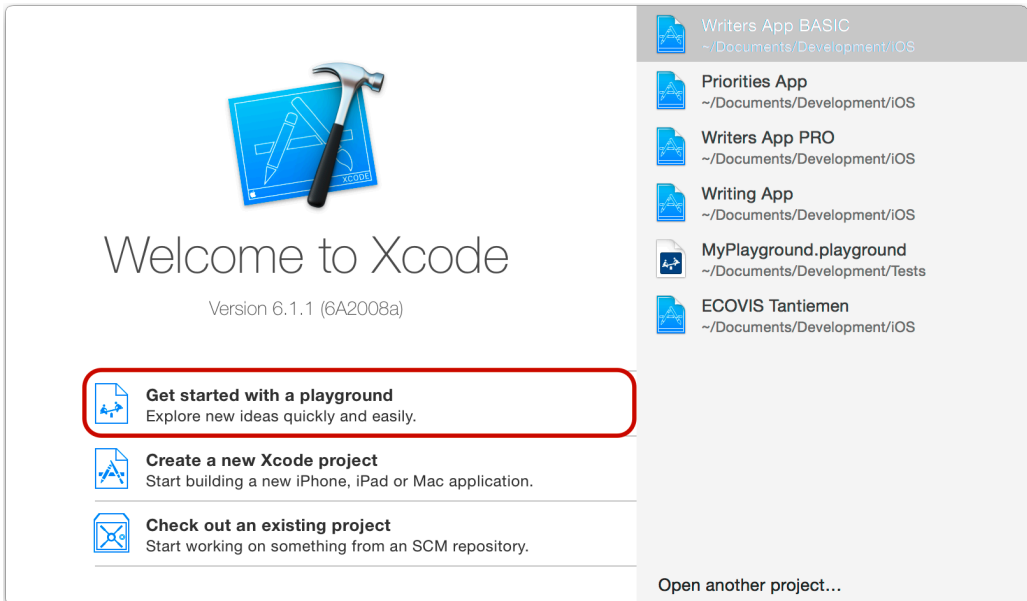 XCODE
Welcome to Xcode
Version 6.1.1 (6A2008a)
Get started with a playground
Explore new ideas quickly and easily.
Create a new Xcode project
Start building a new iPhone, iPad or Mac application.
Check out an existing project
Start working on something from an SCM repository.
Writers App BASIC
~/Documents/Development/iOS
Priorities App
~/Documents/Development/iOS
Writers App PRO
~/Documents/Development/iOS
Writing App
~/Documents/Development/iOS
MyPlayground.playground
~/Documents/Development/Tests
ECOVIS Tantiemen
~/Documents/Development/iOS
Open another project...